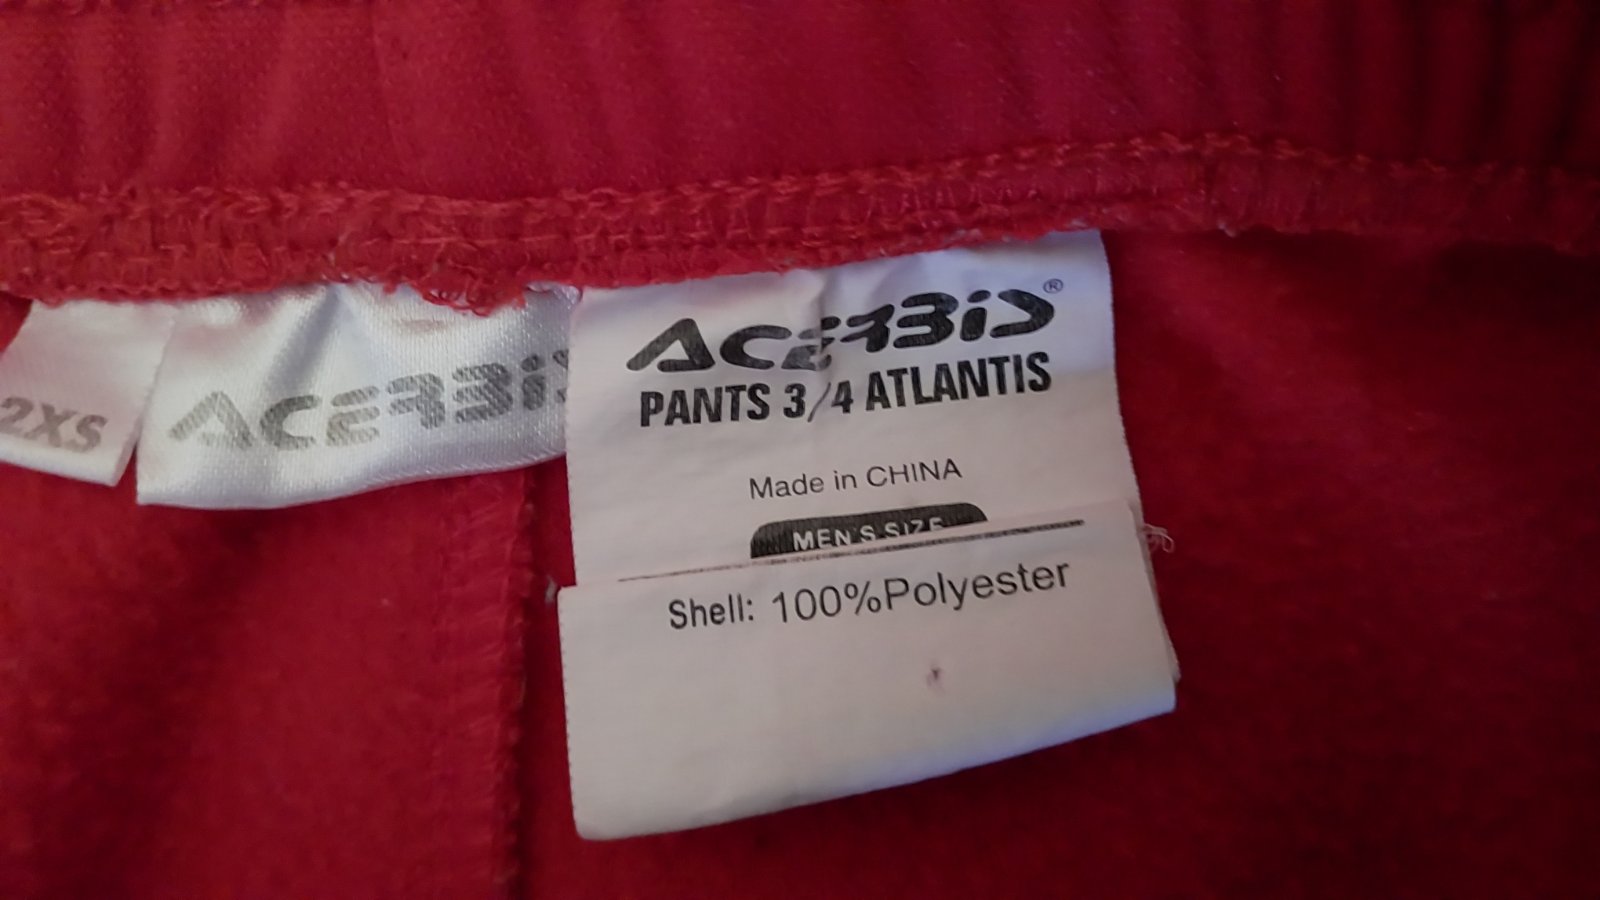 2XS
ACERBIS
ACERBIS®
PANTS 3/4 ATLANTIS
Made in CHINA
MEN'S SIZE
Shell: 100%Polyester